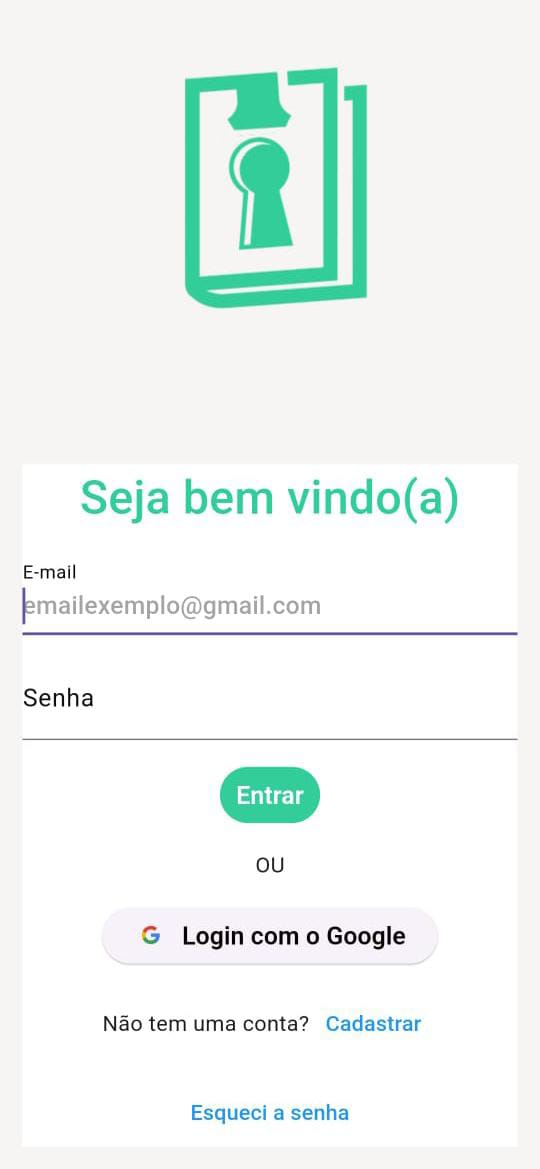 Seja bem vindo(a)
E-mail
emailexemplo@gmail.com
Senha
Entrar
OU
Login com o Google
Não tem uma conta? Cadastrar
Esqueci a senha